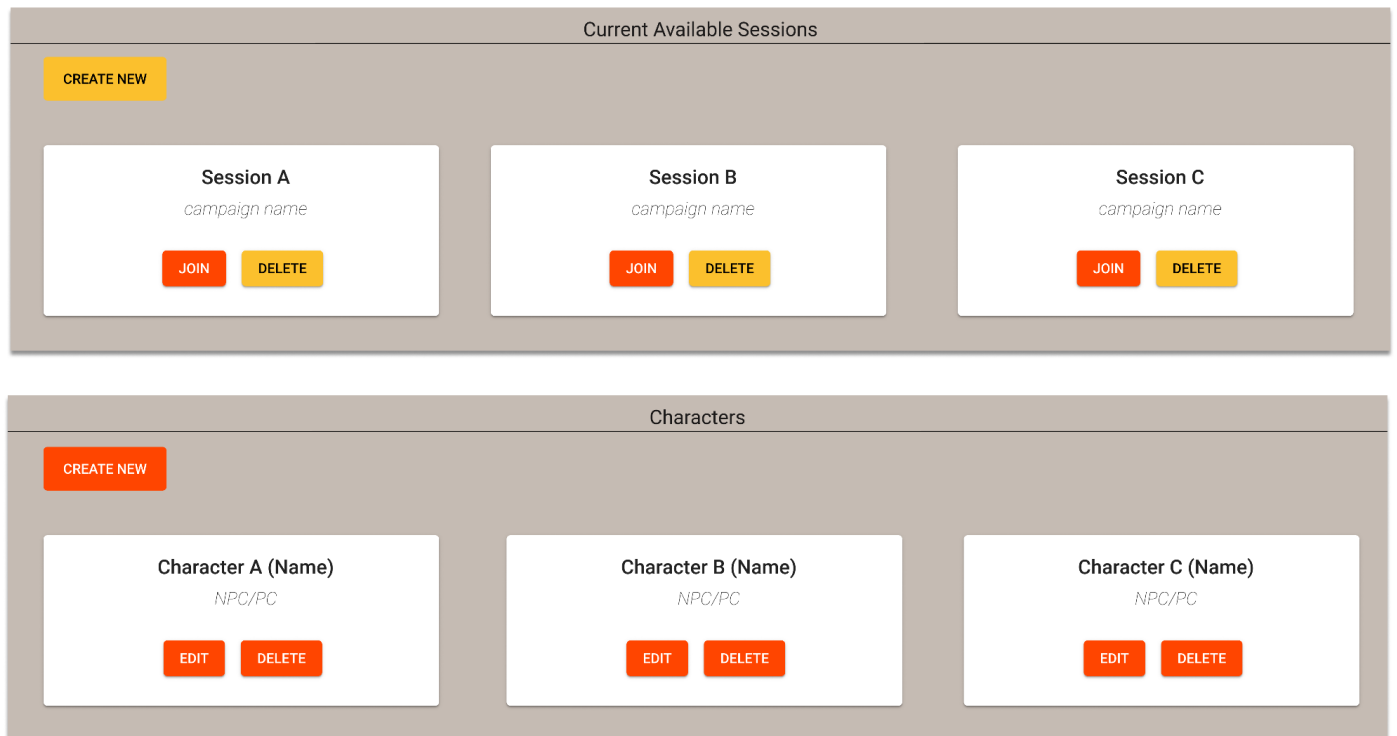 Current Available Sessions
CREATE NEW
Session A Session B Session C
campaign name campaign name campaign name
JOIN DELETE JOIN DELETE JOIN DELETE
Characters
CREATE NEW
Character A (Name) Character B (Name) Character C (Name)
NPC/PC NPC/PC NPC/PC
EDIT DELETE EDIT DELETE EDIT DELETE